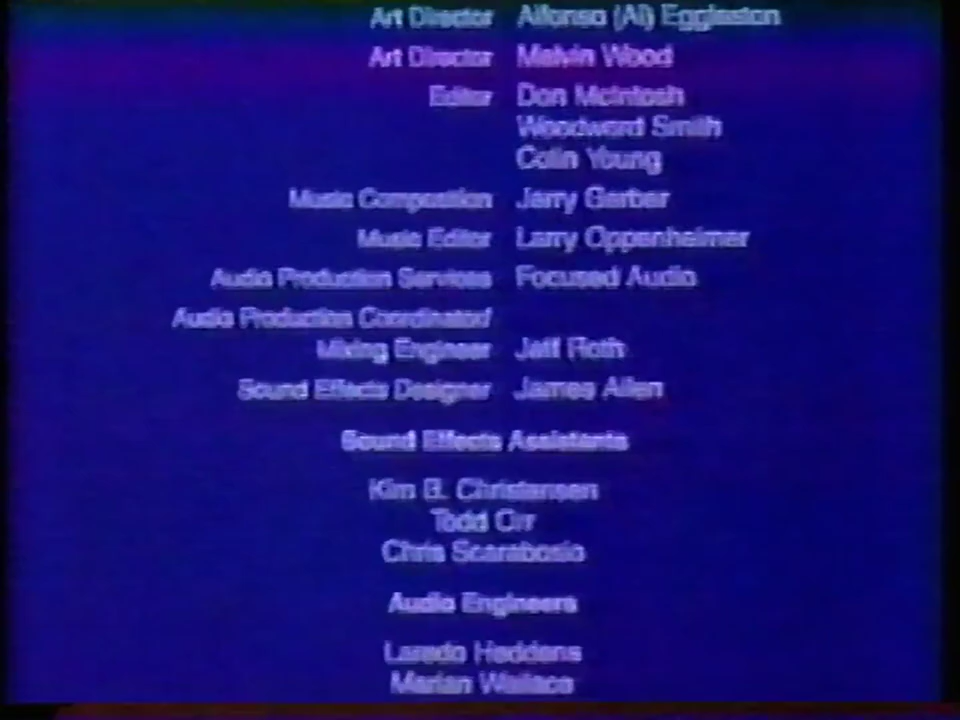 Art Director Alfonso (Al) Eggleston
Art Director Melvin Wood
Editor Don McIntosh
Woodward Smith
Colin Young
Music Composition Jerry Gerber
Music Editor Larry Oppenheimer
Audio Production Services Focused Audio
Audio Production Coordinator/
Mixing Engineer Jeff Roth
Sound Effects Designer James Allen
Sound Effects Assistants
Kim B. Christensen
Todd Orr
Chris Scarabosio
Audio Engineers
Laredo Heddens
Marian Wallace